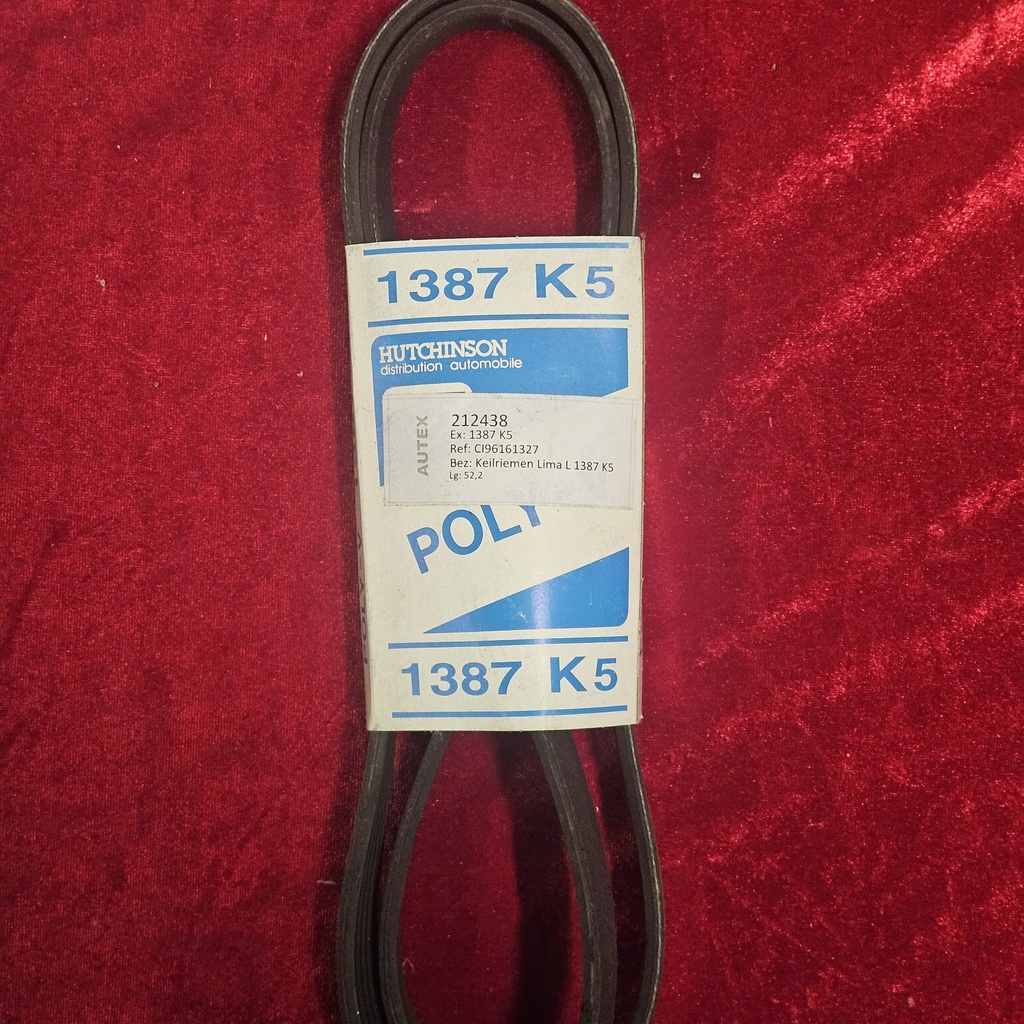 1387 K5
HUTCHINSON
distribution automobile
AUTEX
212438
Ex: 1387 K5
Ref: CI96161327
Bez: Keilriemen Lima L 1387 K5
Lg: 52,2
POLY
1387 K5